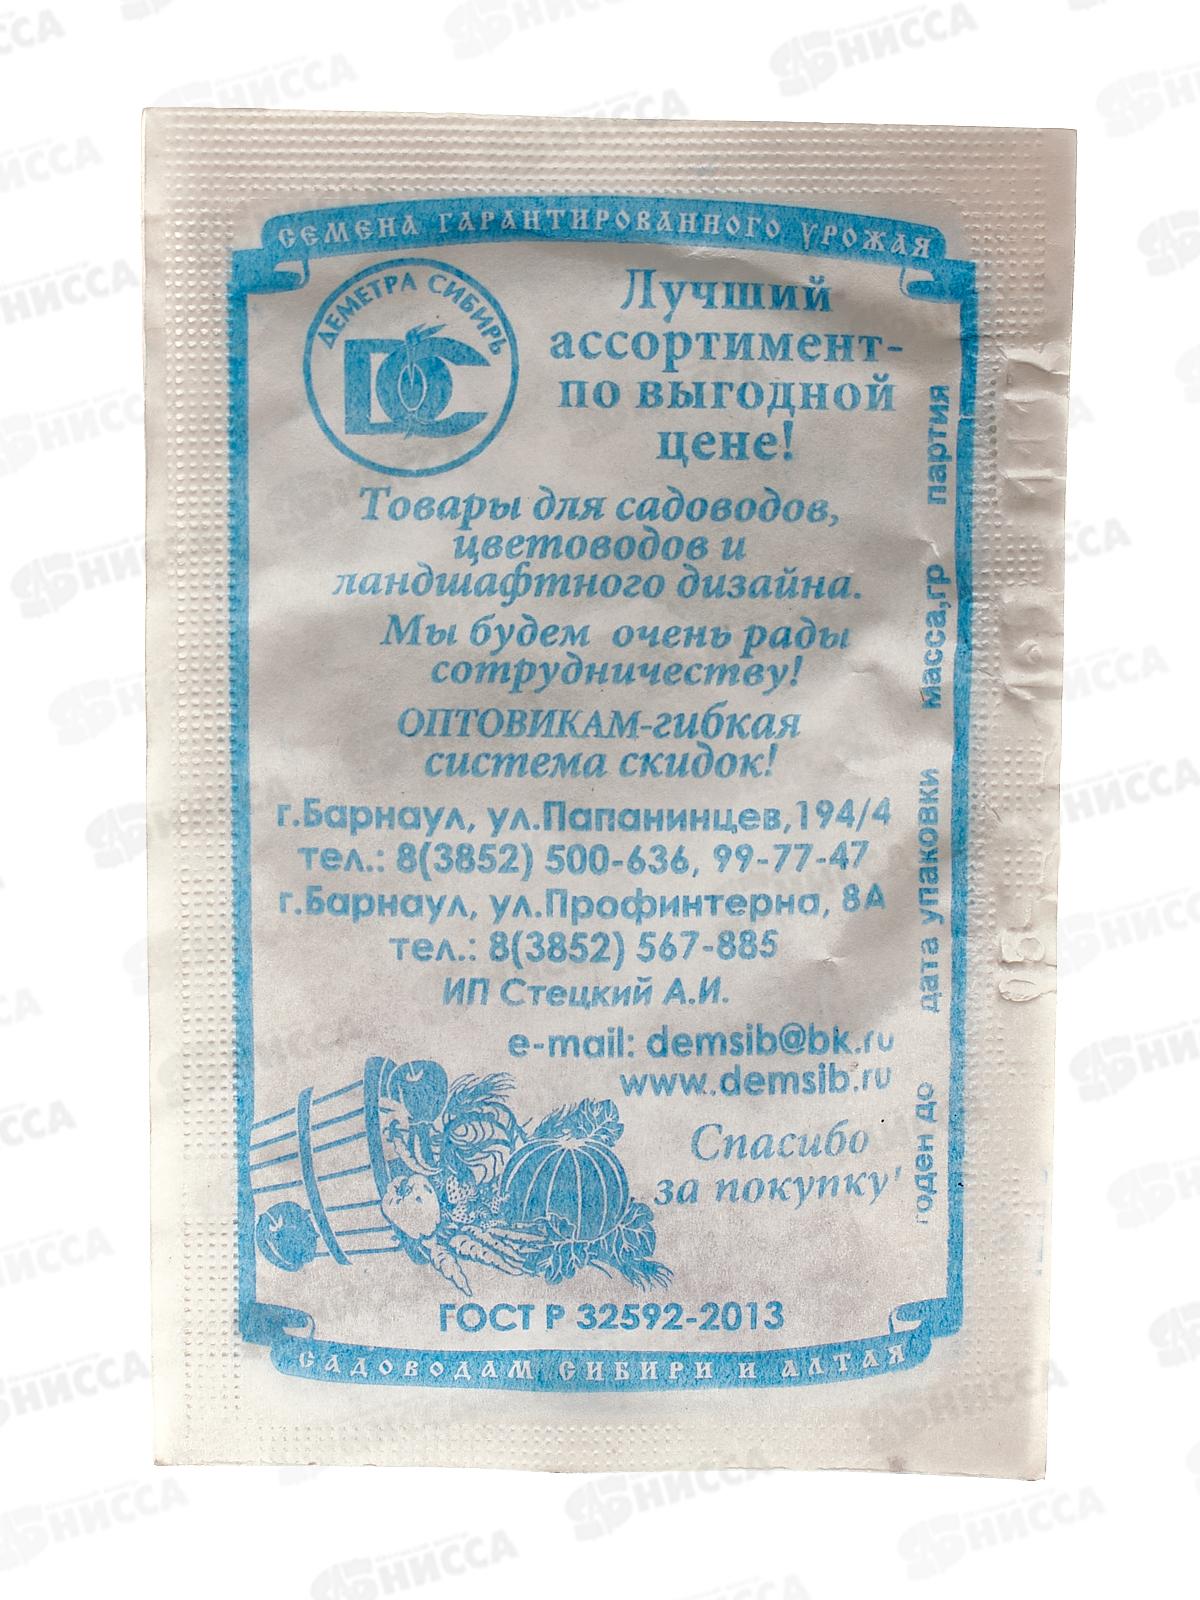 СЕМЕНА ГАРАНТИРОВАННОГО УРОЖАЯ
ДЕМЕТРА СИБИРЬ
DC
Лучший
ассортимент-
по выгодной
цене!
Товары для садоводов,
цветоводов и
ландшафтного дизайна.
Мы будем очень рады
сотрудничеству!
ОПТОВИКАМ-гибкая
система скидок!
г.Барнаул, ул.Папанинцев,194/4
тел.: 8(3852) 500-636, 99-77-47
г.Барнаул, ул.Профинтерна, 8А
тел.: 8(3852) 567-885
ИП Стецкий А.И.
e-mail: demsib@bk.ru
www.demsib.ru
Спасибо
за покупку!
ГОСТ Р 32592-2013
САДОВОДАМ СИБИРИ И АЛТАЯ
годен до дата упаковки масса,гр партия
НИССА